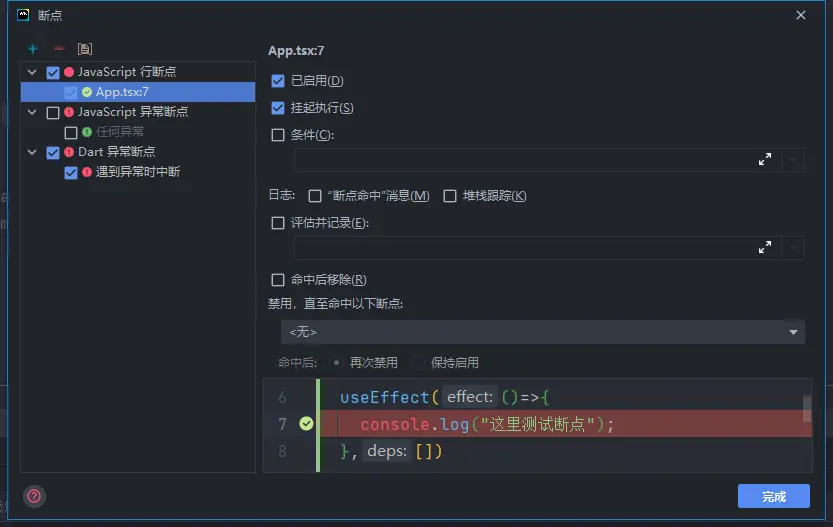 断点
JavaScript 行断点
App.tsx:7
JavaScript 异常断点
任何异常
Dart 异常断点
遇到异常时中断
App.tsx:7
已启用(D)
挂起执行(S)
条件(C):
日志: “断点命中”消息(M) 堆栈跟踪(K)
评估并记录(E):
命中后移除(R)
禁用，直至命中以下断点:
<无>
命中后: 再次禁用 保持启用
6 useEffect( effect: ()=>{
7 console.log("这里测试断点");
8 }, deps: [])
?
完成